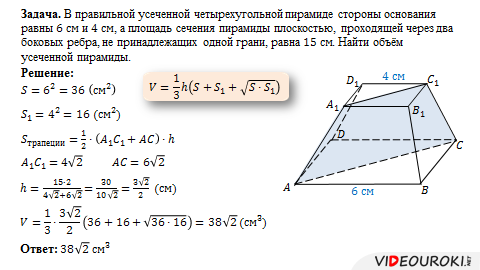 Задача. В правильной усеченной четырехугольной пирамиде стороны основания
равны 6 см и 4 см, а площадь сечения пирамиды плоскостью, проходящей через два
боковых ребра, не принадлежащих одной грани, равна 15 см. Найти объём
усеченной пирамиды.
Решение:
S = 6² = 36 (см²)
V = 1/3 h(S + S₁ + √(S · S₁))
S₁ = 4² = 16 (см²)
Sтрапеции = 1/2 · (A₁C₁ + AC) · h
A₁C₁ = 4√2 AC = 6√2
h = (15·2)/(4√2+6√2) = 30/(10√2) = (3√2)/2 (см)
V = 1/3 · (3√2)/2 (36 + 16 + √(36 · 16)) = 38√2 (см³)
Ответ: 38√2 см³
D₁ 4 см C₁
A₁ B₁
D C
A B
6 см
VIDEOUROKI.NET